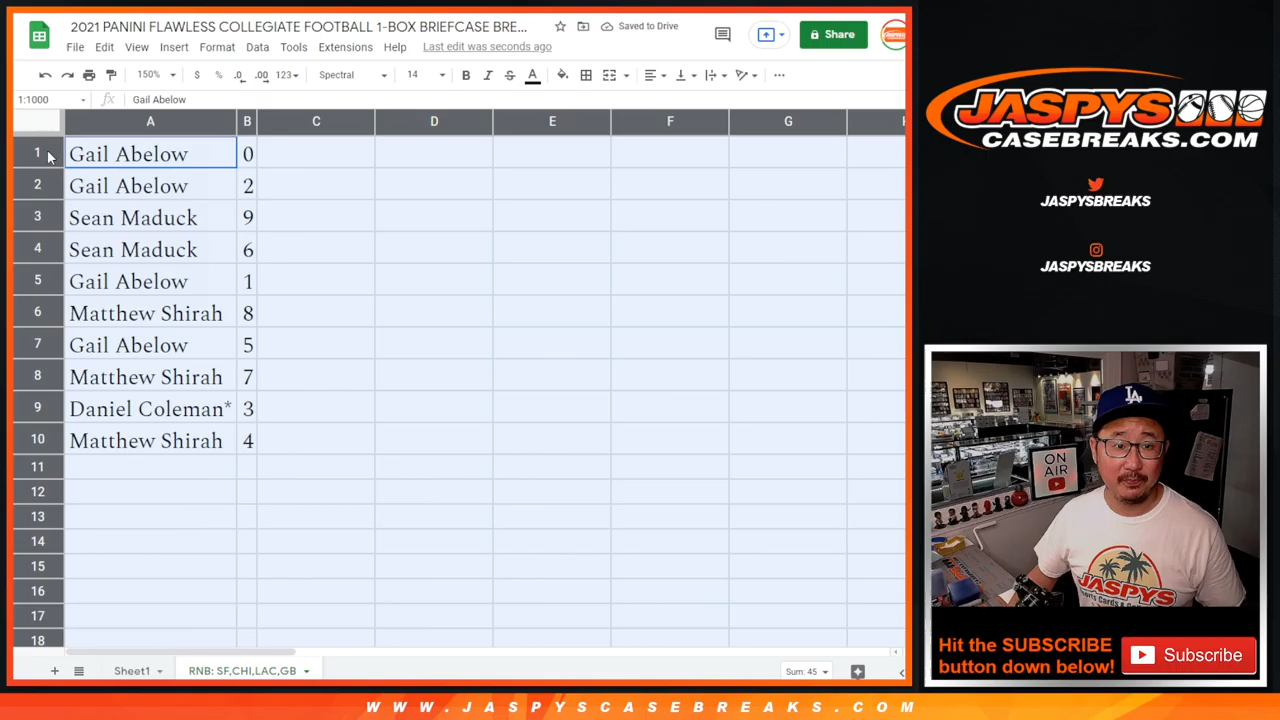 2021 PANINI FLAWLESS COLLEGIATE FOOTBALL 1-BOX BRIEFCASE BRE...
Saved to Drive
File Edit View Insert Format Data Tools Extensions Help Last edit was seconds ago
Share
150% $ % .0 .00 123 Spectral 14 B I S A
1:1000 fx Gail Abelow
A B C D E F G
1 Gail Abelow 0
2 Gail Abelow 2
3 Sean Maduck 9
4 Sean Maduck 6
5 Gail Abelow 1
6 Matthew Shirah 8
7 Gail Abelow 5
8 Matthew Shirah 7
9 Daniel Coleman* 3
10 Matthew Shirah 4
11
12
13
14
15
16
17
18
Sheet1 RNB: SF,CHI,LAC,GB Sum: 45
JASPYS
CASEBREAKS.COM
JASPYSBREAKS
JASPYSBREAKS
LA
ON
AIR
JASPYS
Hit the SUBSCRIBE
button down below!
Subscribe
WWW.JASPYSCASEBREAKS.COM